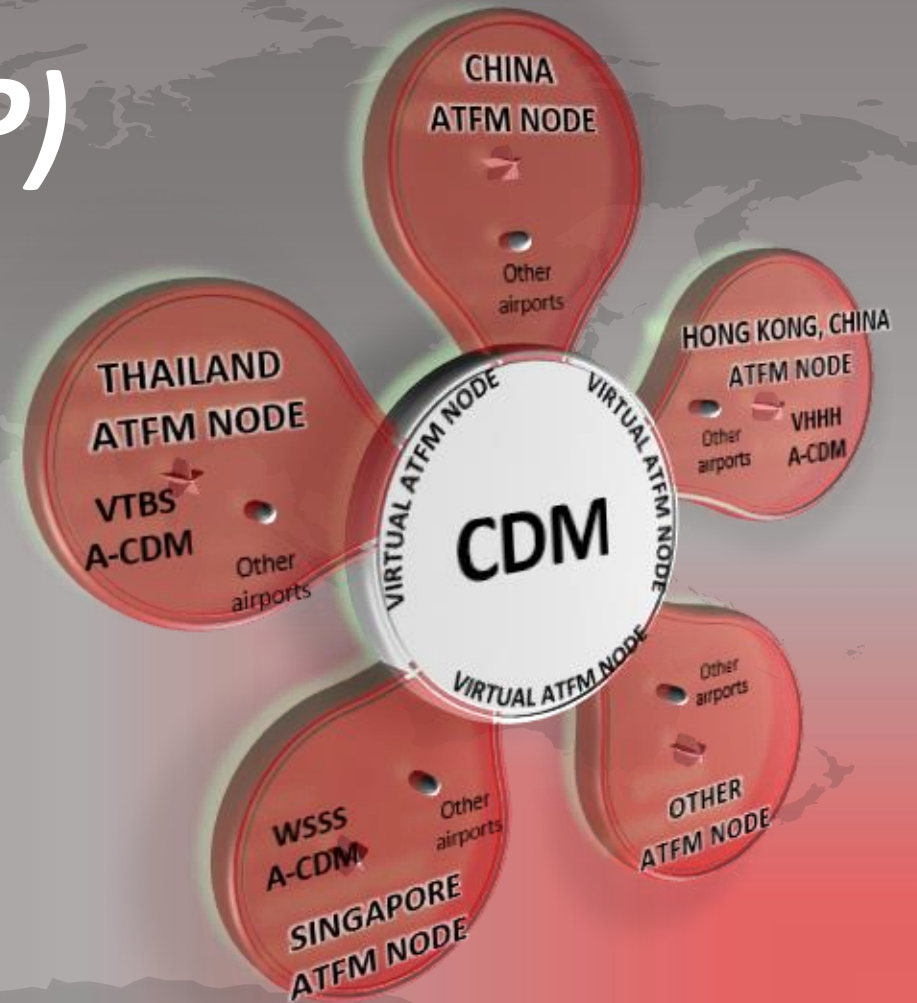 P)
CHINA
ATFM NODE
Other
airports
HONG KONG, CHINA
ATFM NODE
Other
airports
VHHH
A-CDM
THAILAND
ATFM NODE
VTBS
A-CDM
Other
airports
VIRTUAL ATFM NODE
VIRTUAL ATFM NODE
CDM
VIRTUAL ATFM NODE
Other
airports
OTHER
ATFM NODE
WSSS
A-CDM
Other
airports
SINGAPORE
ATFM NODE